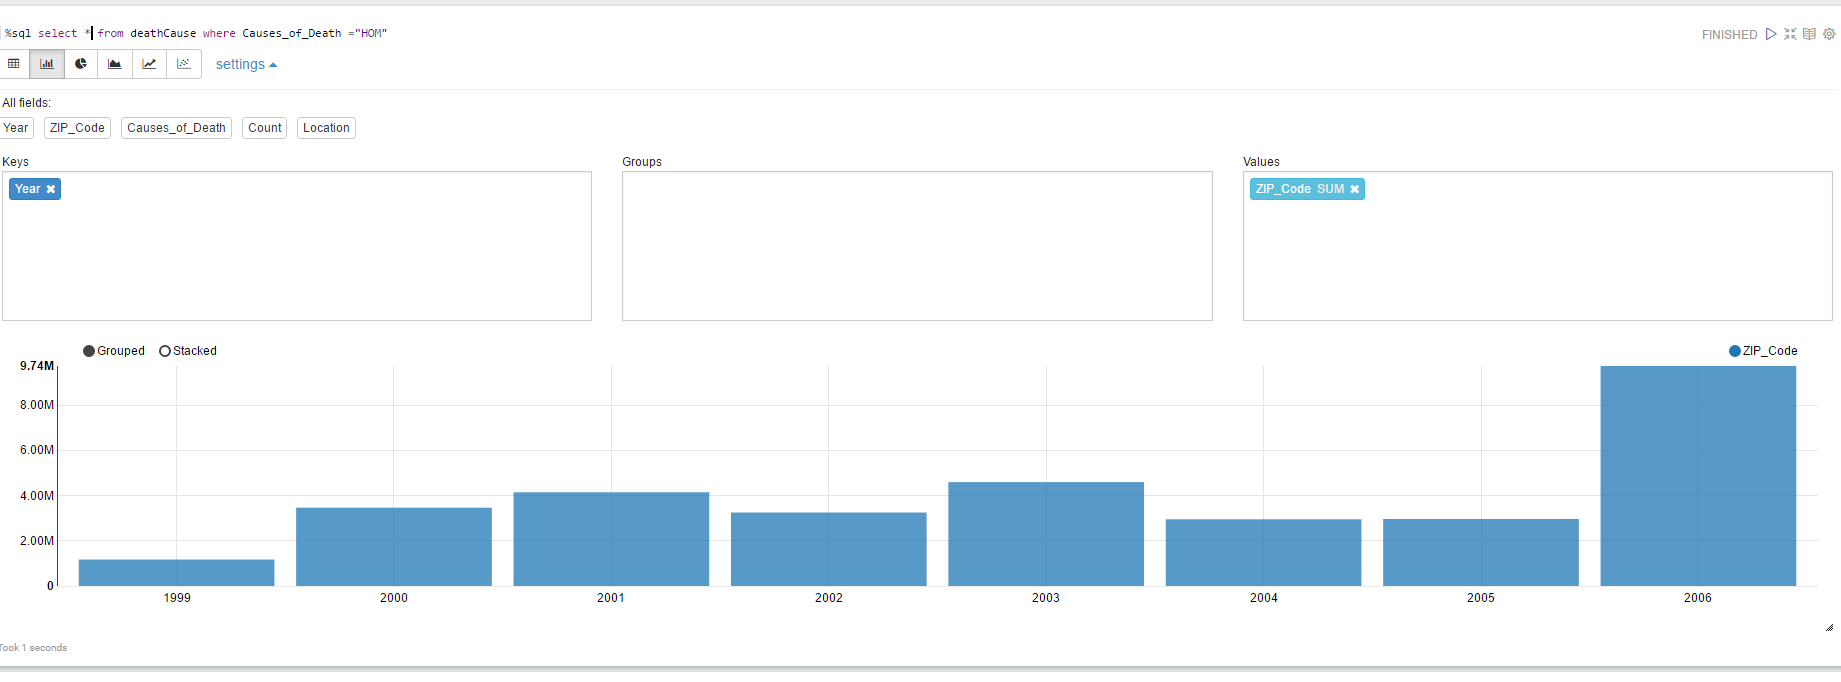 %sql select * from deathCause where Causes_of_Death ="HOM"
FINISHED
settings
All fields:
Year ZIP_Code Causes_of_Death Count Location
Keys Groups Values
Year ZIP_Code SUM
Grouped Stacked ZIP_Code
9.74M
8.00M
6.00M
4.00M
2.00M
0
1999 2000 2001 2002 2003 2004 2005 2006
Took 1 seconds